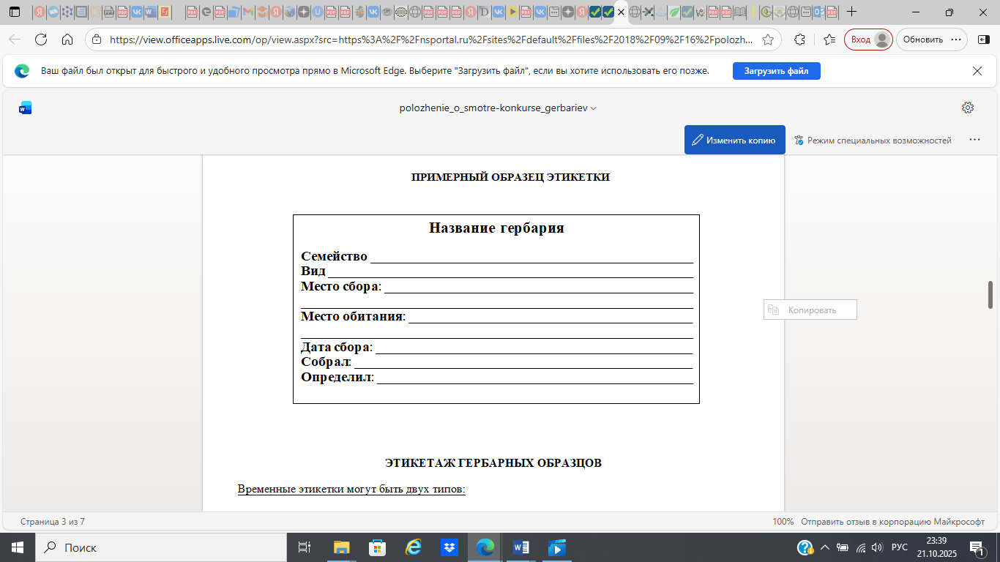 https://view.officeapps.live.com/op/view.aspx?src=https%3A%2F%2Fnsportal.ru%2Fsites%2Fdefault%2Ffiles%2F2018%2F09%2F16%2Fpolozh...
Вход
Обновить
Ваш файл был открыт для быстрого и удобного просмотра прямо в Microsoft Edge. Выберите "Загрузить файл", если вы хотите использовать его позже.
Загрузить файл
polozhenie_o_smotre-konkurse_gerbariev
Изменить копию
Режим специальных возможностей
ПРИМЕРНЫЙ ОБРАЗЕЦ ЭТИКЕТКИ
Название гербария
Семейство
Вид
Место сбора:
Место обитания:
Дата сбора:
Собрал:
Определил:
Копировать
ЭТИКЕТАЖ ГЕРБАРНЫХ ОБРАЗЦОВ
Временные этикетки могут быть двух типов:
Страница 3 из 7
100%
Отправить отзыв в корпорацию Майкрософт
Поиск
РУС
23:39
21.10.2025
1